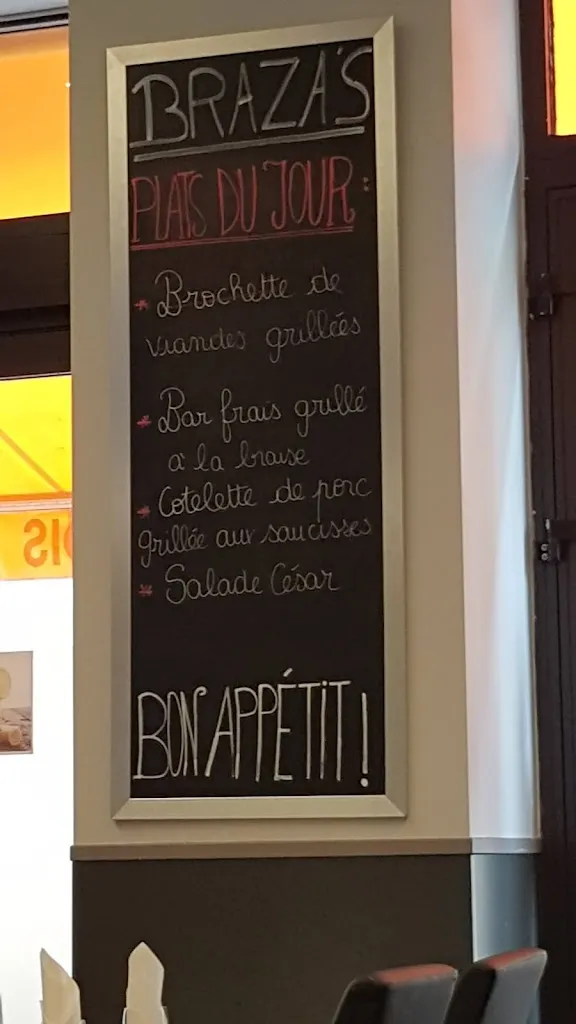 BRAZA'S
PLATS DU JOUR :
* Brochette de
viandes grillées
* Bar frais grillé
à la braise
* Cotelette de porc
grillée aux saucisses
* Salade César
BON APPÉTIT !